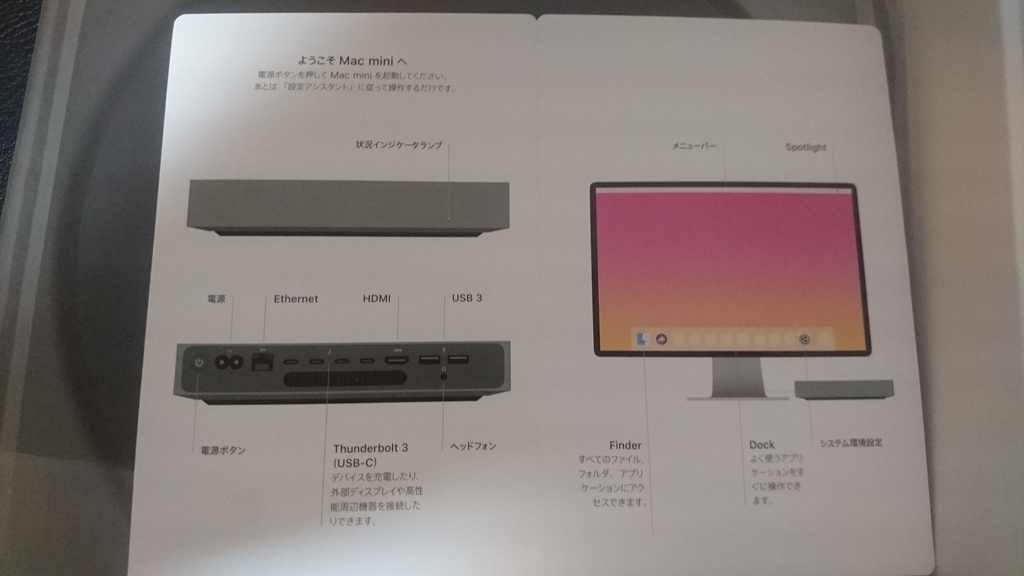 ようこそ Mac mini へ
電源ボタンを押して Mac mini を起動してください。
あとは、「設定アシスタント」に従って操作するだけです。
状況インジケータランプ
電源
Ethernet
HDMI
USB 3
電源ボタン
Thunderbolt 3
(USB-C)
デバイスを充電したり、
外部ディスプレイや高性
能周辺機器を接続した
りできます。
ヘッドフォン
メニューバー
Spotlight
Finder
すべてのファイル、
フォルダ、アプリ
ケーションにアク
セスできます。
Dock
よく使うアプリ
ケーションをす
ぐに操作でき
ます。
システム環境設定